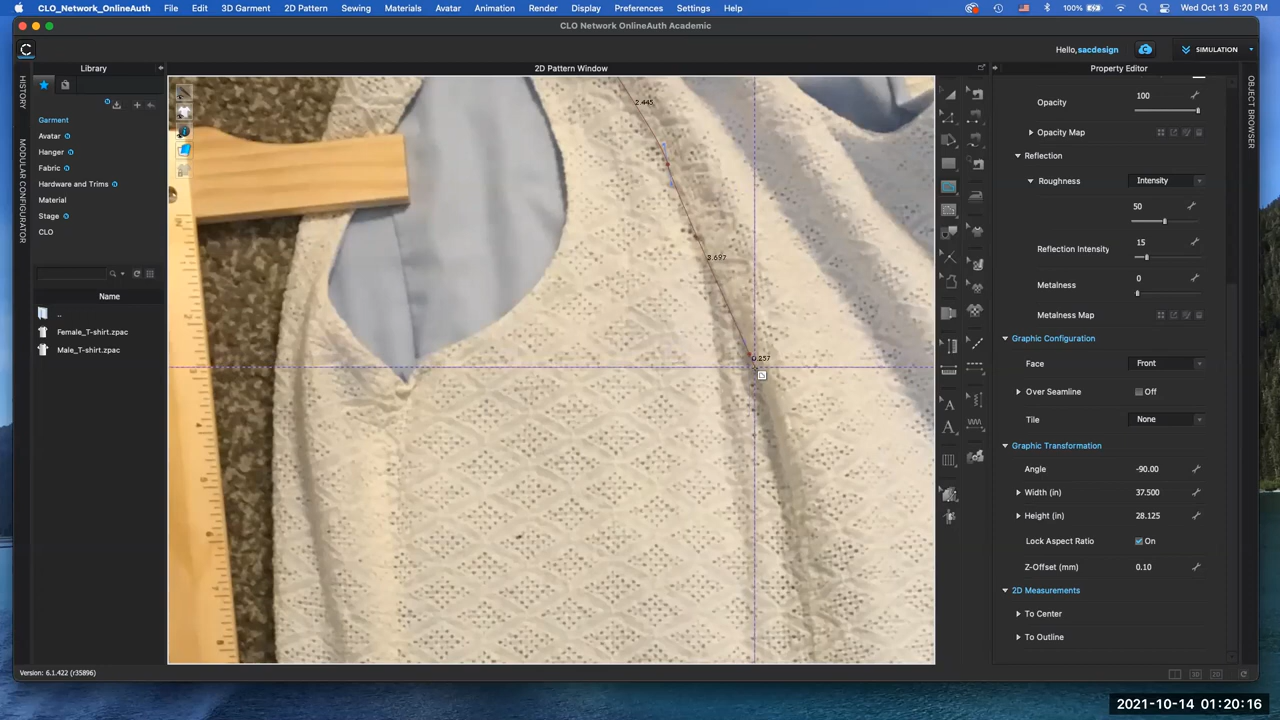 CLO_Network_OnlineAuth File Edit 3D Garment 2D Pattern Sewing Materials Avatar Animation Render Display Preferences Settings Help 100% Wed Oct 13 6:20 PM
CLO Network OnlineAuth Academic
Hello, sacdesign SIMULATION
Library
2D Pattern Window
Property Editor
HISTORY
MODULAR CONFIGURATOR
OBJECT BROWSER
Garment
Avatar
Hanger
Fabric
Hardware and Trims
Material
Stage
CLO
Name
..
Female_T-shirt.zpac
Male_T-shirt.zpac
2.445
3.697
0.257
Opacity 100
Opacity Map
Reflection
Roughness Intensity
50
Reflection Intensity 15
Metalness 0
Metalness Map
Graphic Configuration
Face Front
Over Seamline Off
Tile None
Graphic Transformation
Angle -90.00
Width (in) 37.500
Height (in) 28.125
Lock Aspect Ratio On
Z-Offset (mm) 0.10
2D Measurements
To Center
To Outline
Version: 6.1.422 (r35896)
3D 2D
2021-10-14 01:20:16